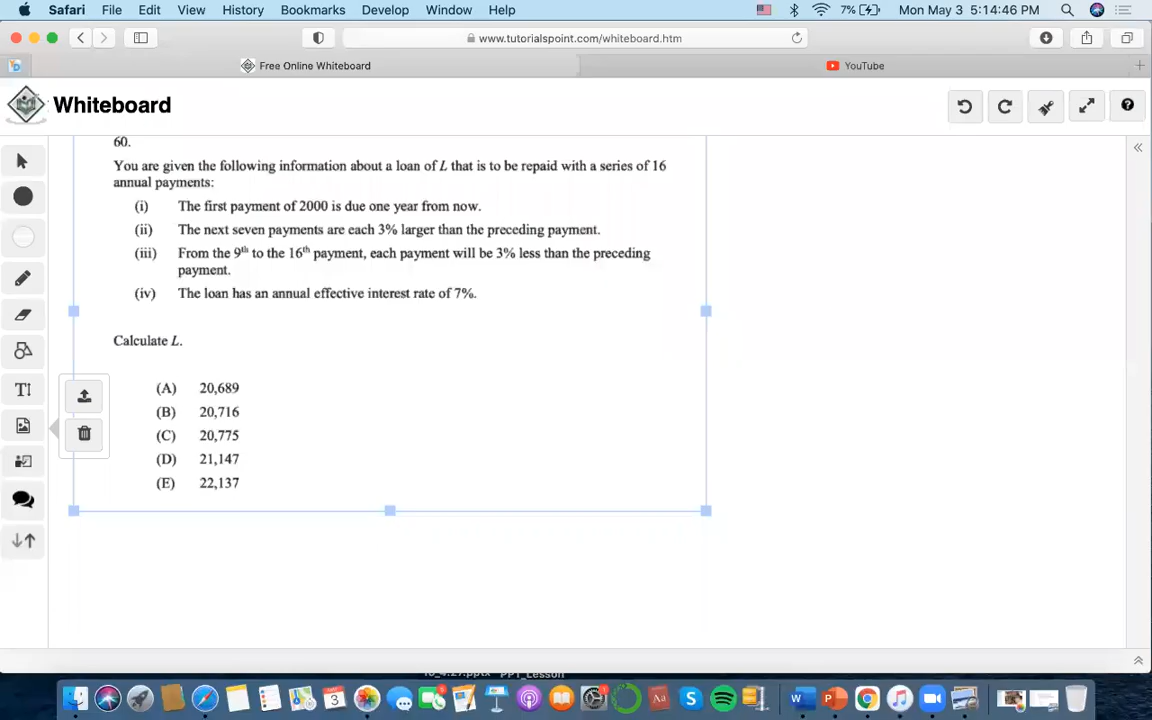 Safari File Edit View History Bookmarks Develop Window Help 7% Mon May 3 5:14:46 PM
www.tutorialspoint.com/whiteboard.htm
Free Online Whiteboard YouTube
Whiteboard
60.
You are given the following information about a loan of L that is to be repaid with a series of 16
annual payments:
(i) The first payment of 2000 is due one year from now.
(ii) The next seven payments are each 3% larger than the preceding payment.
(iii) From the 9th to the 16th payment, each payment will be 3% less than the preceding
payment.
(iv) The loan has an annual effective interest rate of 7%.
Calculate L.
(A) 20,689
(B) 20,716
(C) 20,775
(D) 21,147
(E) 22,137